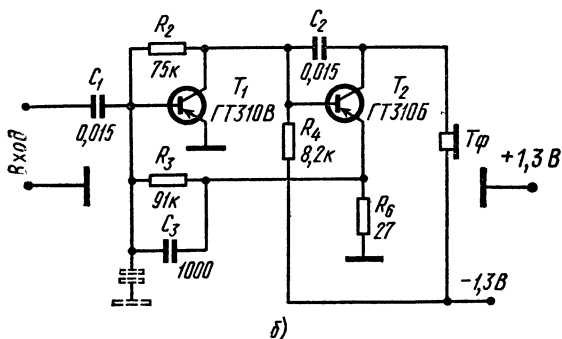 R₂
75к
C₂
0,015
C₁
0,015
T₁
ГТ310В
T₂
ГТ310Б
Вход
R₄
8,2к
Тф
+1,3В
R₃
91к
C₃
1000
R₆
27
−1,3В
б)